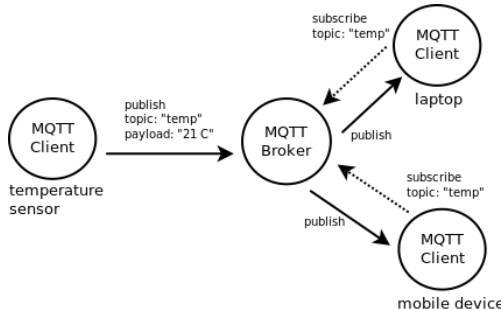 MQTT
Client
temperature
sensor
publish
topic: "temp"
payload: "21 C"
MQTT
Broker
subscribe
topic: "temp"
MQTT
Client
laptop
publish
subscribe
topic: "temp"
publish
MQTT
Client
mobile device